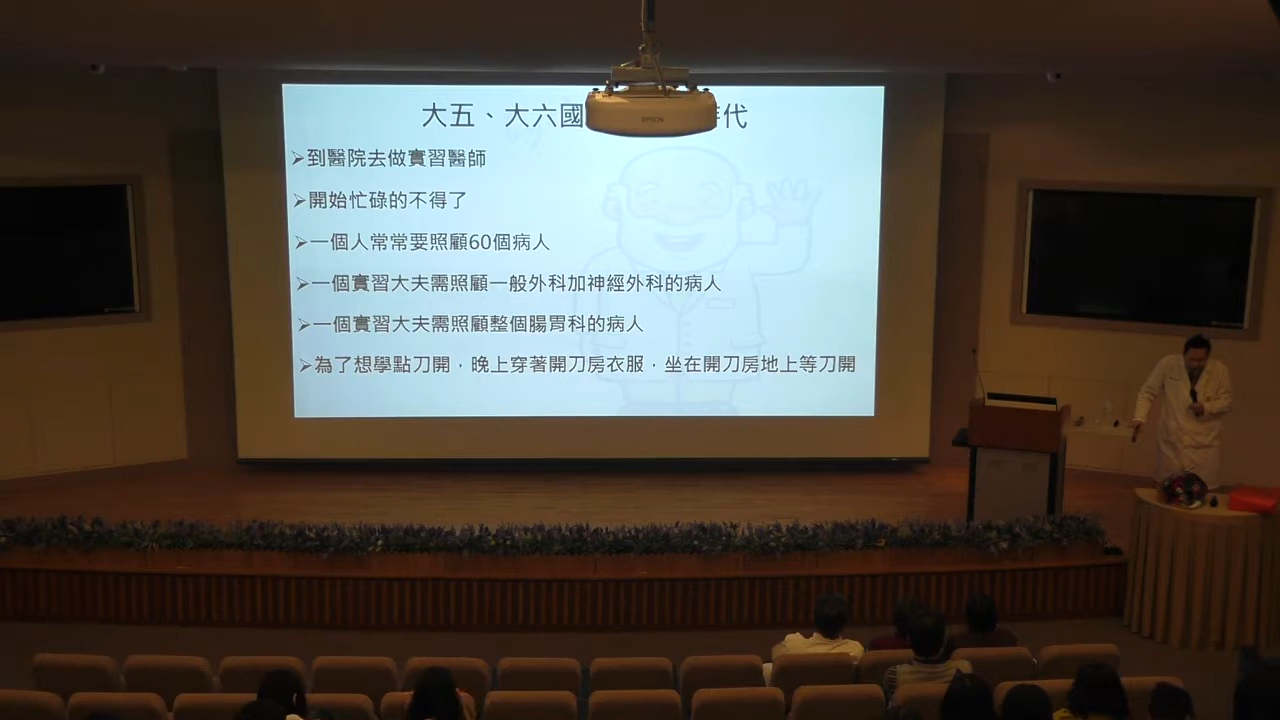 大五、大六國
代
➢到醫院去做實習醫師
➢開始忙碌的不得了
➢一個人常常要照顧60個病人
➢一個實習大夫需照顧一般外科加神經外科的病人
➢一個實習大夫需照顧整個腸胃科的病人
➢為了想學點刀開，晚上穿著開刀房衣服，坐在開刀房地上等刀開
EPSON